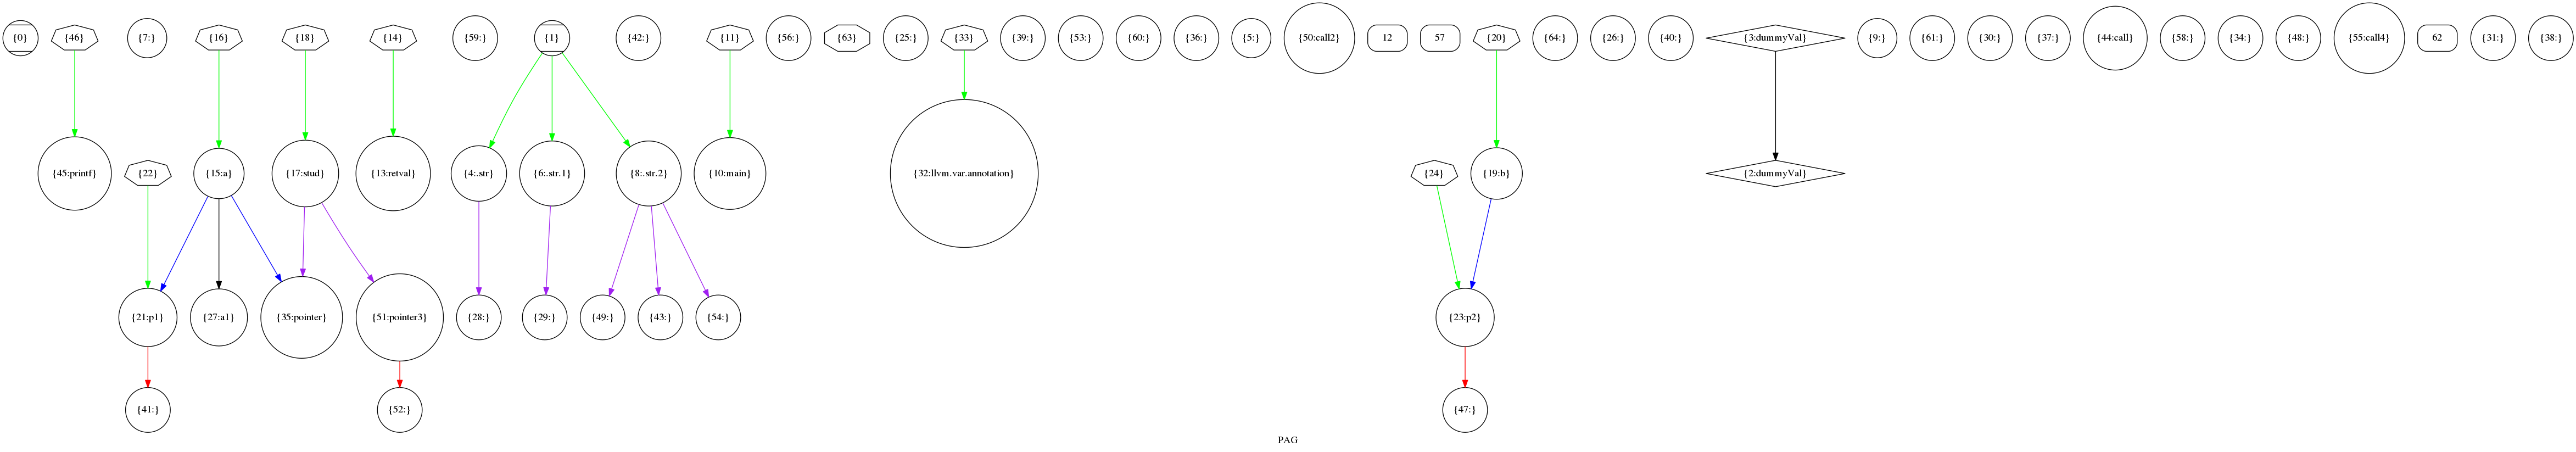 {0}
{46}
{7:}
{16}
{18}
{14}
{59:}
{1}
{42:}
{11}
{56:}
{63}
{25:}
{33}
{39:}
{53:}
{60:}
{36:}
{5:}
{50:call2}
12
57
{20}
{64:}
{26:}
{40:}
{3:dummyVal}
{9:}
{61:}
{30:}
{37:}
{44:call}
{58:}
{34:}
{48:}
{55:call4}
62
{31:}
{38:}
{45:printf}
{22}
{15:a}
{17:stud}
{13:retval}
{4:.str}
{6:.str.1}
{8:.str.2}
{10:main}
{32:llvm.var.annotation}
{24}
{19:b}
{2:dummyVal}
{21:p1}
{27:a1}
{35:pointer}
{51:pointer3}
{28:}
{29:}
{49:}
{43:}
{54:}
{23:p2}
{41:}
{52:}
{47:}
PAG